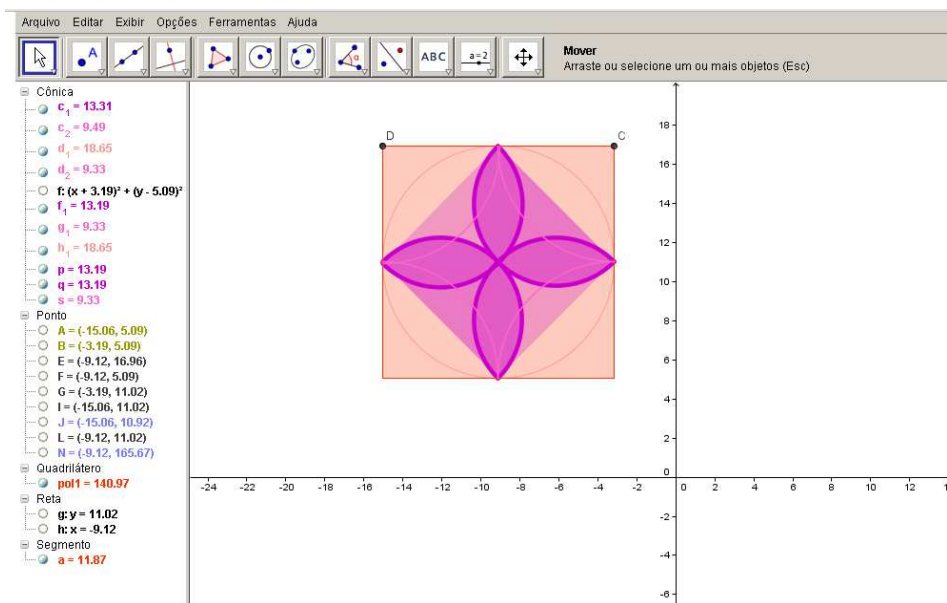 Arquivo Editar Exibir Opções Ferramentas Ajuda
A
α
ABC
a=2
Mover
Arraste ou selecione um ou mais objetos (Esc)
Cônica
c₁ = 13.31
c₂ = 9.49
d₁ = 18.65
d₂ = 9.33
f: (x + 3.19)² + (y - 5.09)²
f₁ = 13.19
g₁ = 9.33
h₁ = 18.65
p = 13.19
q = 13.19
s = 9.33
Ponto
A = (-15.06, 5.09)
B = (-3.19, 5.09)
E = (-9.12, 16.96)
F = (-9.12, 5.09)
G = (-3.19, 11.02)
I = (-15.06, 11.02)
J = (-15.06, 10.92)
L = (-9.12, 11.02)
N = (-9.12, 165.67)
Quadrilátero
pol1 = 140.97
Reta
g: y = 11.02
h: x = -9.12
Segmento
a = 11.87
D C
18
16
14
12
10
8
6
4
2
0
-24 -22 -20 -18 -16 -14 -12 -10 -8 -6 -4 -2 0 2 4 6 8 10 12
-2
-4
-6